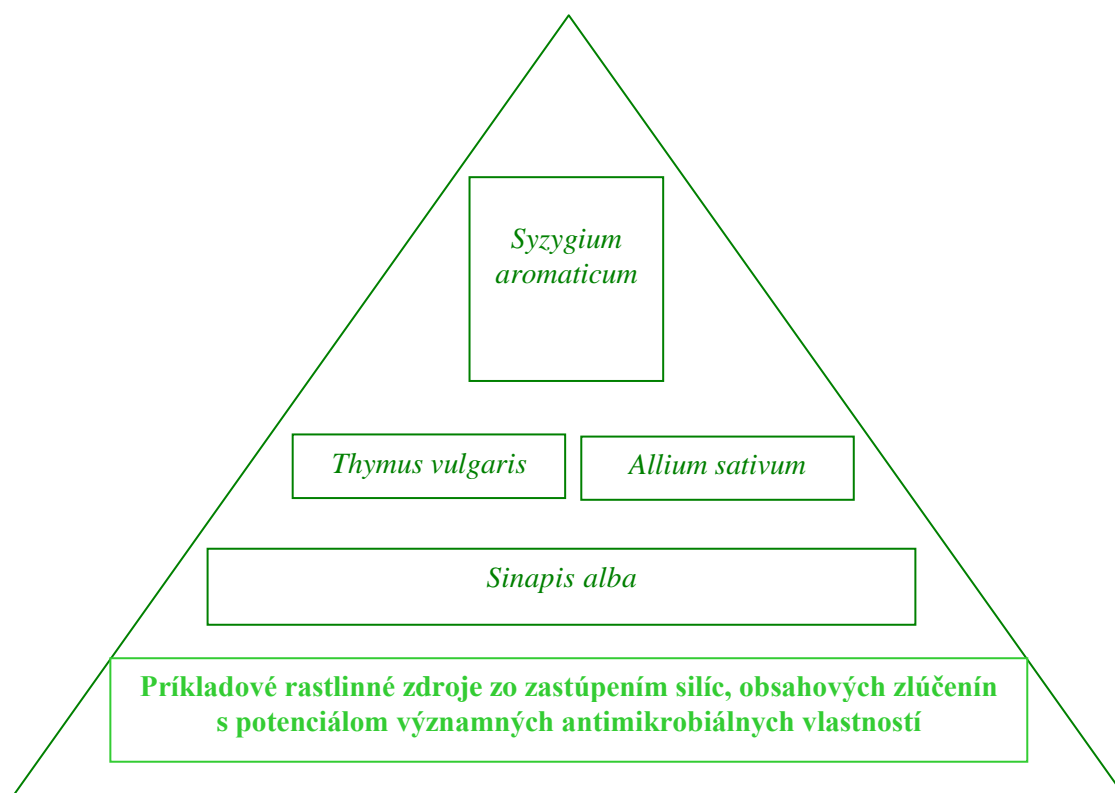 Syzygium
aromaticum
Thymus vulgaris
Allium sativum
Sinapis alba
Príkladové rastlinné zdroje zo zastúpením silíc, obsahových zlúčenín
s potenciálom významných antimikrobiálnych vlastností